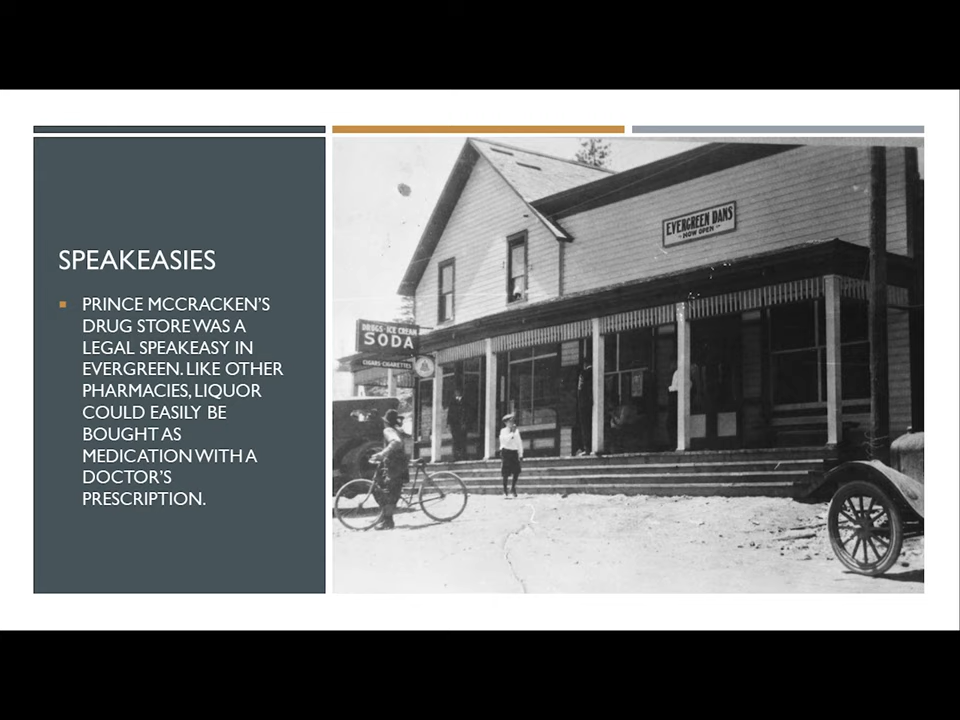 SPEAKEASIES
PRINCE MCCRACKEN'S
DRUG STORE WAS A
LEGAL SPEAKEASY IN
EVERGREEN. LIKE OTHER
PHARMACIES, LIQUOR
COULD EASILY BE
BOUGHT AS
MEDICATION WITH A
DOCTOR'S
PRESCRIPTION.
EVERGREEN DANS
NOW OPEN
DRUGS · ICE CREAM
SODA
CIGARS CIGARETTES